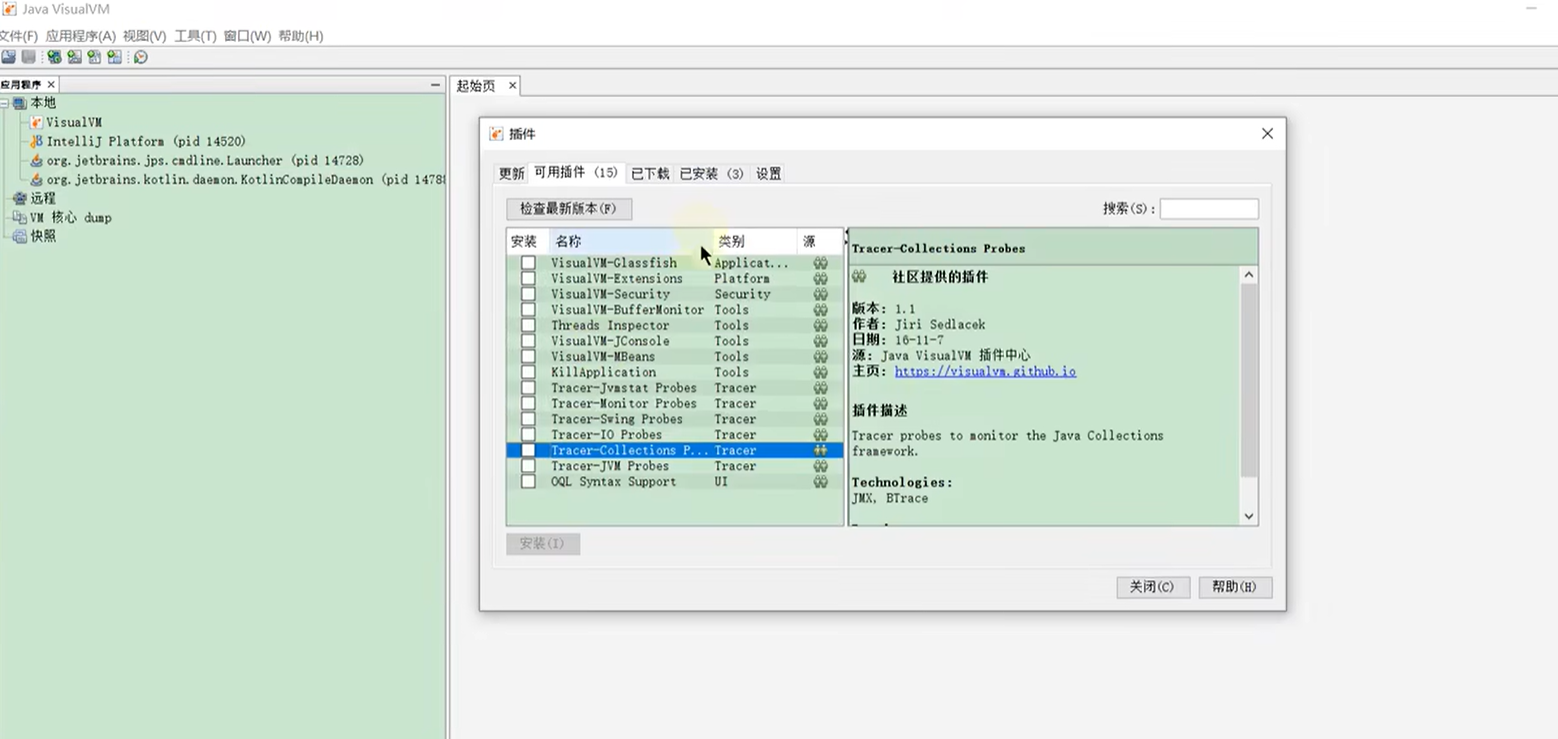 Java VisualVM
文件(F) 应用程序(A) 视图(V) 工具(T) 窗口(W) 帮助(H)
应用程序
本地
VisualVM
IntelliJ Platform (pid 14520)
org.jetbrains.jps.cmdline.Launcher (pid 14728)
org.jetbrains.kotlin.daemon.KotlinCompileDaemon (pid 14788
远程
VM 核心 dump
快照
起始页
插件
更新 可用插件 (15) 已下载 已安装 (3) 设置
检查最新版本(F) 搜索(S):
安装 名称 类别 源
VisualVM-Glassfish Applicat...
VisualVM-Extensions Platform
VisualVM-Security Security
VisualVM-BufferMonitor Tools
Threads Inspector Tools
VisualVM-JConsole Tools
VisualVM-MBeans Tools
KillApplication Tools
Tracer-Jvmstat Probes Tracer
Tracer-Monitor Probes Tracer
Tracer-Swing Probes Tracer
Tracer-IO Probes Tracer
Tracer-Collections P... Tracer
Tracer-JVM Probes Tracer
OQL Syntax Support UI
Tracer-Collections Probes
社区提供的插件
版本: 1.1
作者: Jiri Sedlacek
日期: 16-11-7
源: Java VisualVM 插件中心
主页: https://visualvm.github.io
插件描述
Tracer probes to monitor the Java Collections
framework.
Technologies:
JMX, BTrace
安装(I)
关闭(C) 帮助(H)